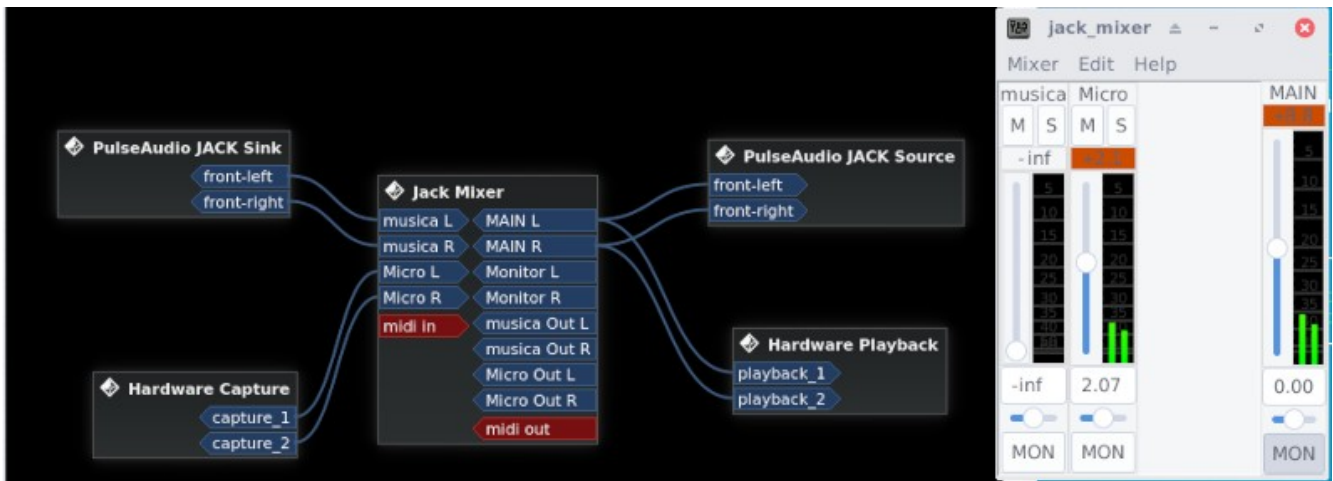 PulseAudio JACK Sink
front-left
front-right
Hardware Capture
capture_1
capture_2
Jack Mixer
musica L MAIN L
musica R MAIN R
Micro L Monitor L
Micro R Monitor R
midi in musica Out L
musica Out R
Micro Out L
Micro Out R
midi out
PulseAudio JACK Source
front-left
front-right
Hardware Playback
playback_1
playback_2
jack_mixer
Mixer Edit Help
musica Micro MAIN
M S M S
-inf
5 5 5
10 10 10
15 15 15
20 20 20
25 25 25
30 30 30
35 35 35
-inf 2.07 0.00
MON MON MON